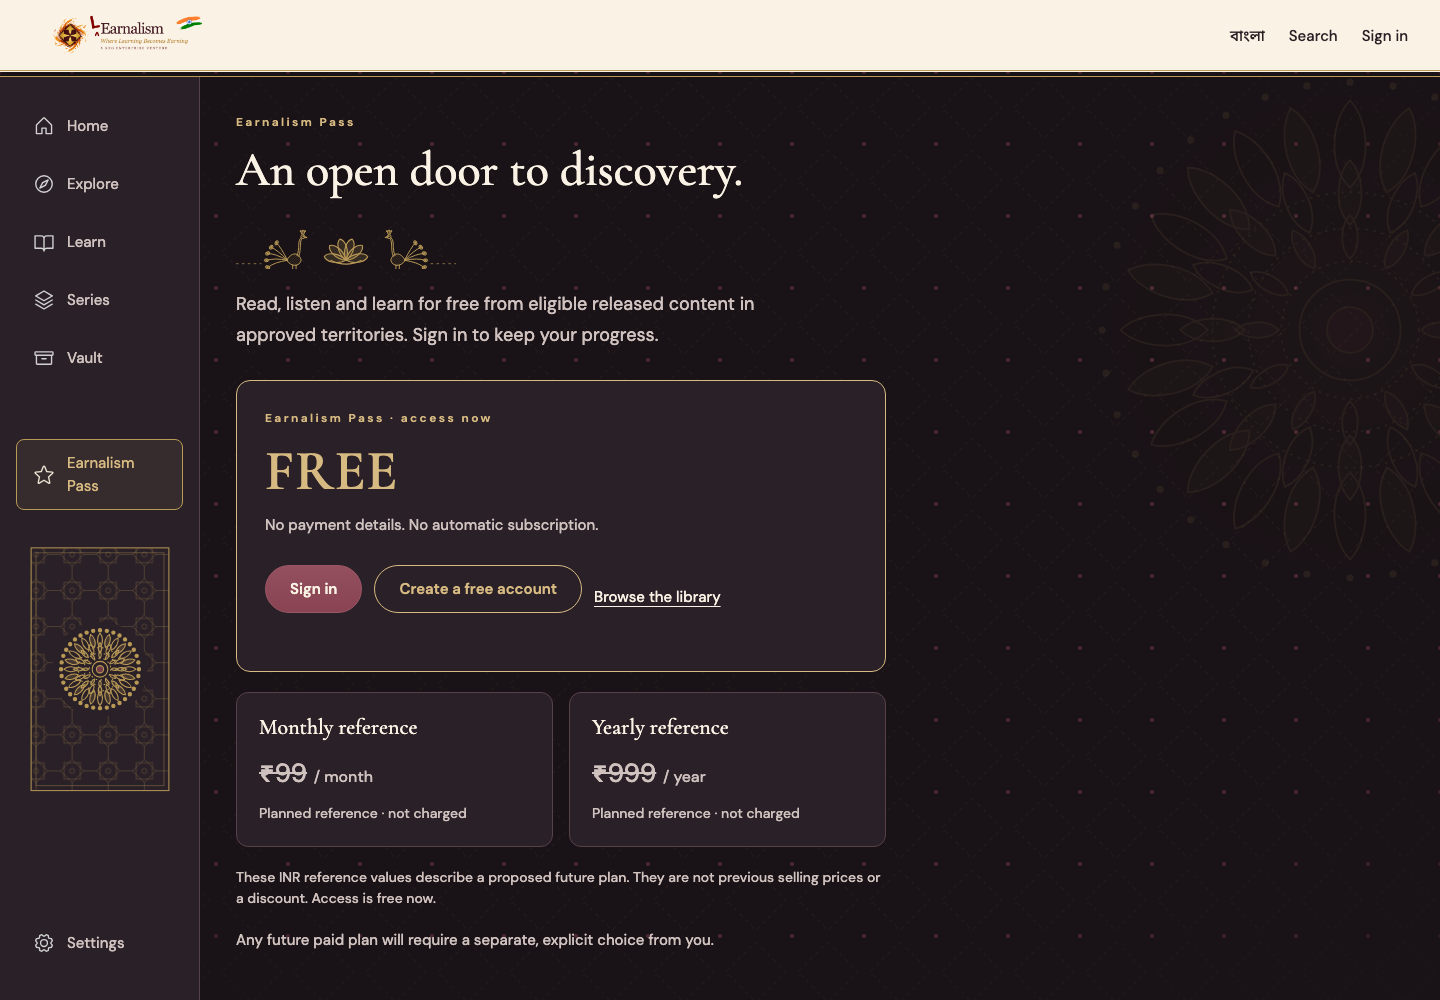 LEarnalism
Where Learning Becomes Earning
বাংলা
Search
Sign in
Home
Explore
Learn
Series
Vault
Earnalism
Pass
Settings
Earnalism Pass
An open door to discovery.
Read, listen and learn for free from eligible released content in
approved territories. Sign in to keep your progress.
Earnalism Pass · access now
FREE
No payment details. No automatic subscription.
Sign in
Create a free account
Browse the library
Monthly reference
₹99 / month
Planned reference · not charged
Yearly reference
₹999 / year
Planned reference · not charged
These INR reference values describe a proposed future plan. They are not previous selling prices or
a discount. Access is free now.
Any future paid plan will require a separate, explicit choice from you.